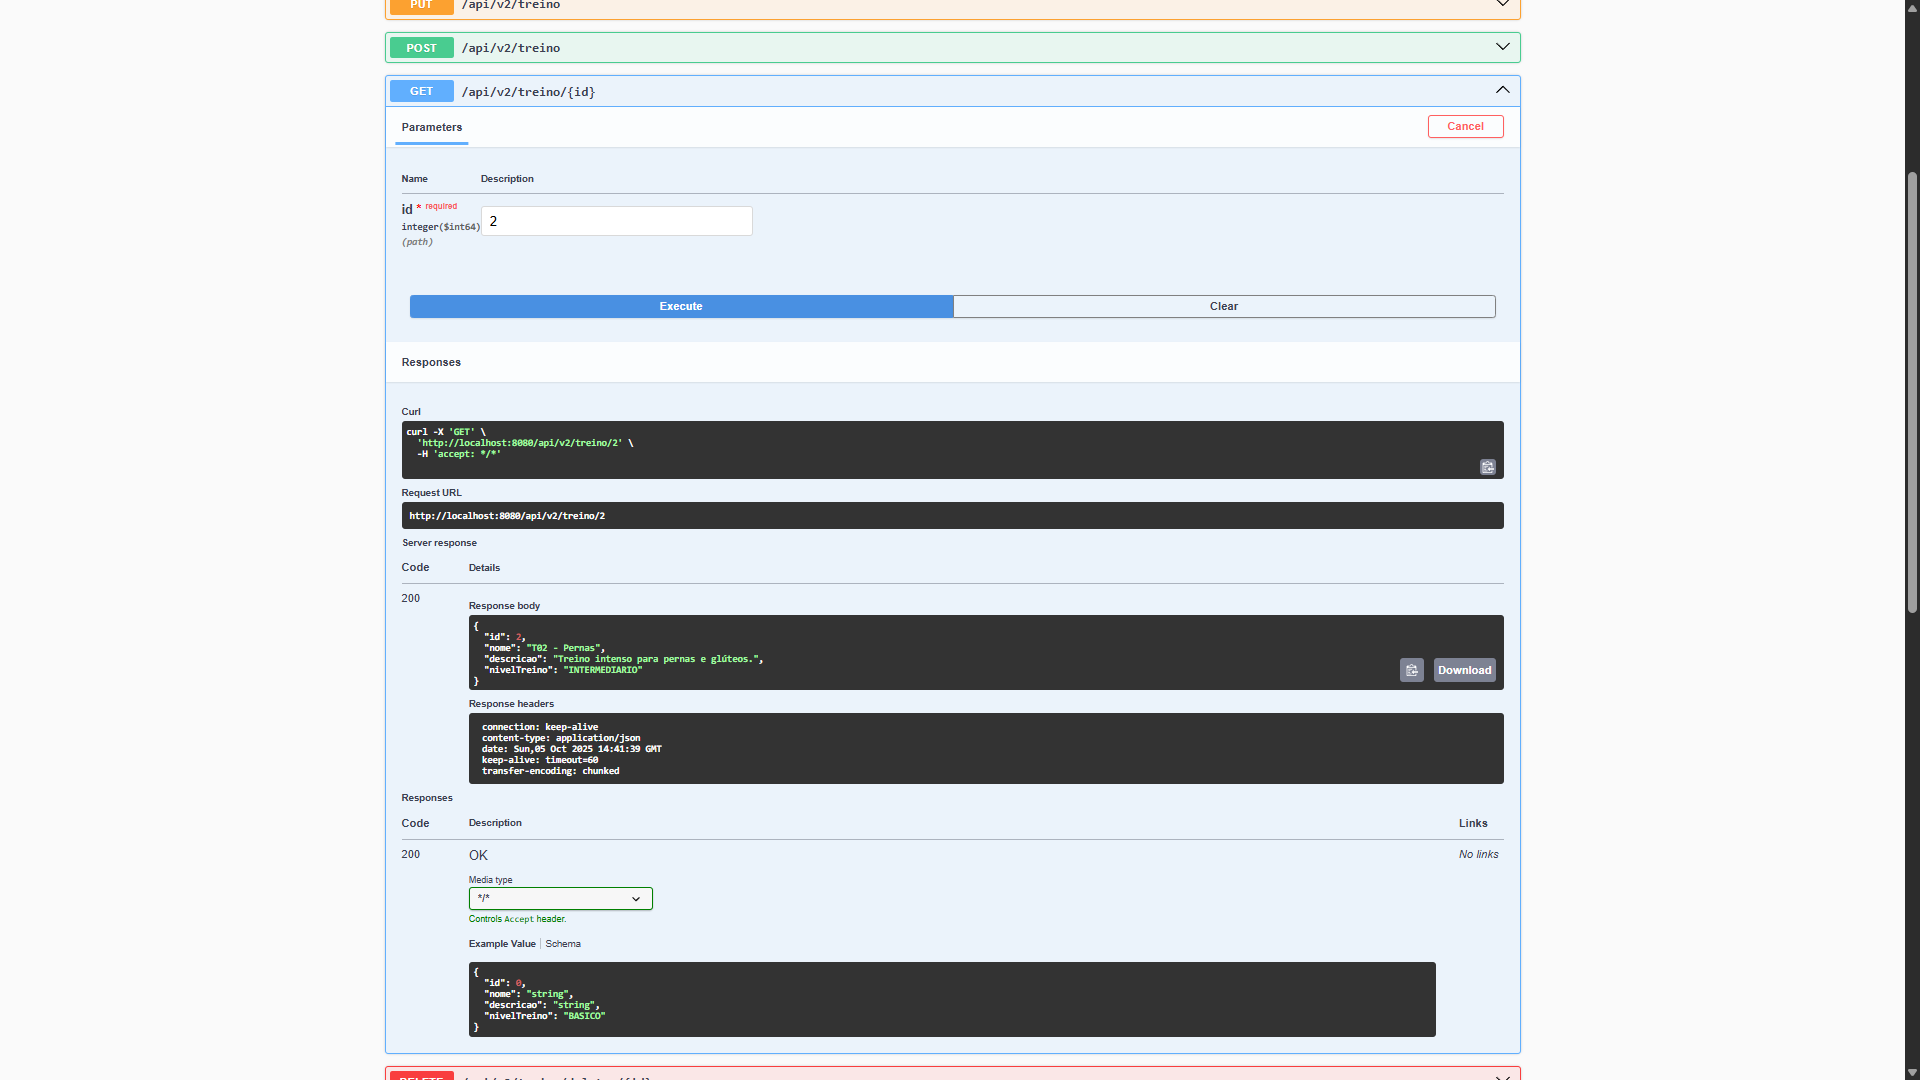 PUT /api/v2/treino
POST /api/v2/treino
GET /api/v2/treino/{id}
Parameters
Cancel
Name Description
id * required
integer($int64)
(path)
2
Execute Clear
Responses
Curl
curl -X 'GET' \
  'http://localhost:8080/api/v2/treino/2' \
  -H 'accept: */*'
Request URL
http://localhost:8080/api/v2/treino/2
Server response
Code Details
200
Response body
{
  "id": 2,
  "nome": "T02 - Pernas",
  "descricao": "Treino intenso para pernas e glúteos.",
  "nivelTreino": "INTERMEDIARIO"
}
Download
Response headers
connection: keep-alive
content-type: application/json
date: Sun,05 Oct 2025 14:41:39 GMT
keep-alive: timeout=60
transfer-encoding: chunked
Responses
Code Description Links
200 OK No links
Media type
*/*
Controls Accept header.
Example Value Schema
{
  "id": 0,
  "nome": "string",
  "descricao": "string",
  "nivelTreino": "BASICO"
}
DELETE